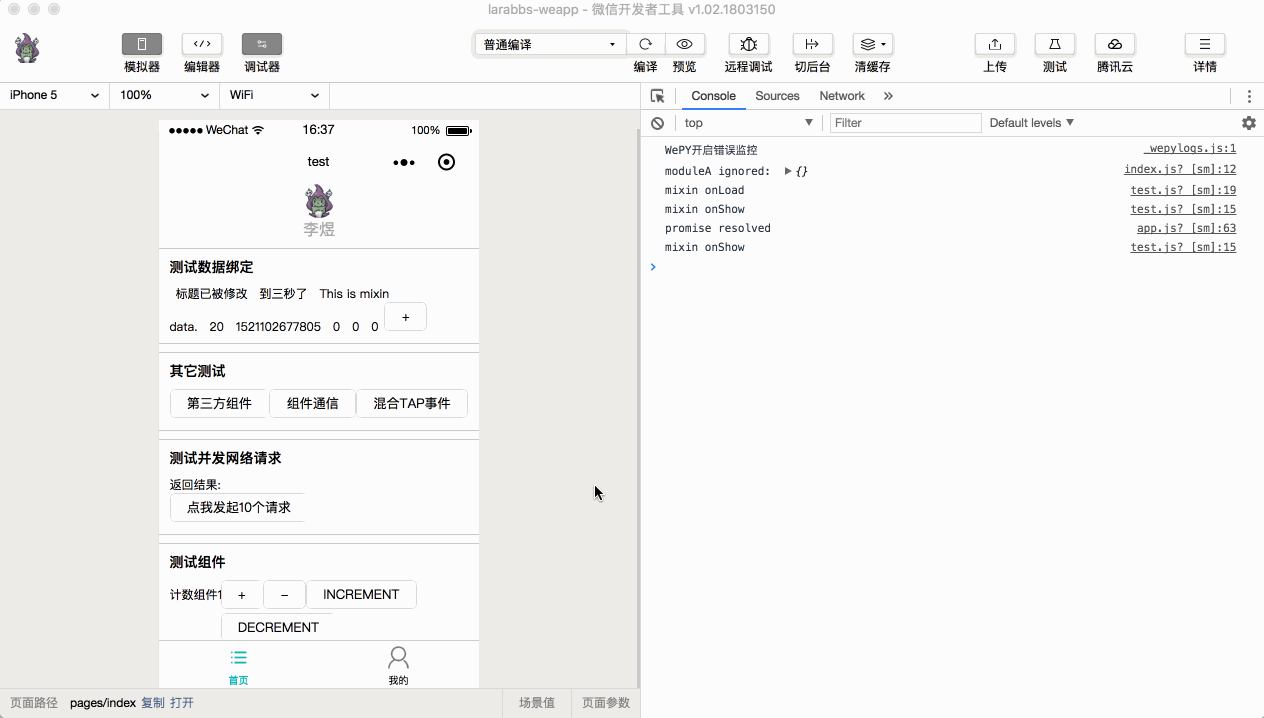 larabbs-weapp - 微信开发者工具 v1.02.1803150
模拟器 编辑器 调试器 普通编译 编译 预览 远程调试 切后台 清缓存 上传 测试 腾讯云 详情
iPhone 5 100% WiFi
WeChat 16:37 100%
test
李煜
测试数据绑定
标题已被修改 到三秒了 This is mixin
data. 20 1521102677805 0 0 0 +
其它测试
第三方组件 组件通信 混合TAP事件
测试并发网络请求
返回结果:
点我发起10个请求
测试组件
计数组件1 + － INCREMENT
DECREMENT
首页 我的
页面路径 pages/index 复制 打开 场景值 页面参数
Console Sources Network »
top Filter Default levels
WePY开启错误监控 _wepylogs.js:1
moduleA ignored: ▶ {} index.js? [sm]:12
mixin onLoad test.js? [sm]:19
mixin onShow test.js? [sm]:15
promise resolved app.js? [sm]:63
mixin onShow test.js? [sm]:15